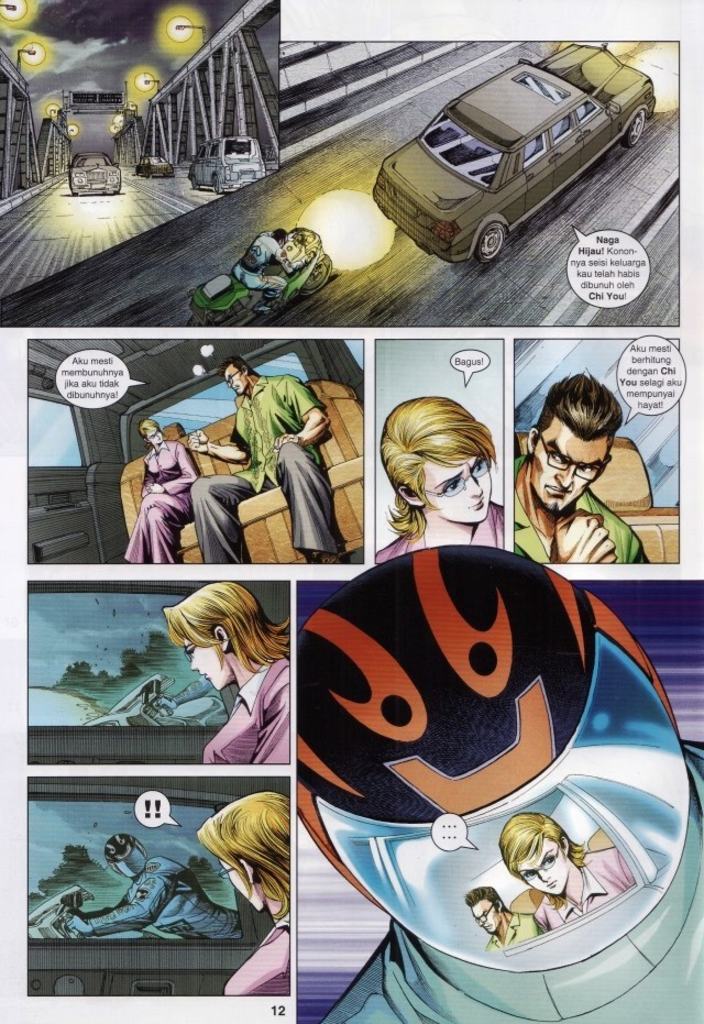 Naga
Hijau! Konon-
nya seisi keluarga
kau telah habis
dibunuh oleh
Chi You!
Aku mesti
membunuhnya
jika aku tidak
dibunuhnya!
Bagus!
Aku mesti
berhitung
dengan Chi
You selagi aku
mempunyai
hayat!
!!
...
...
12